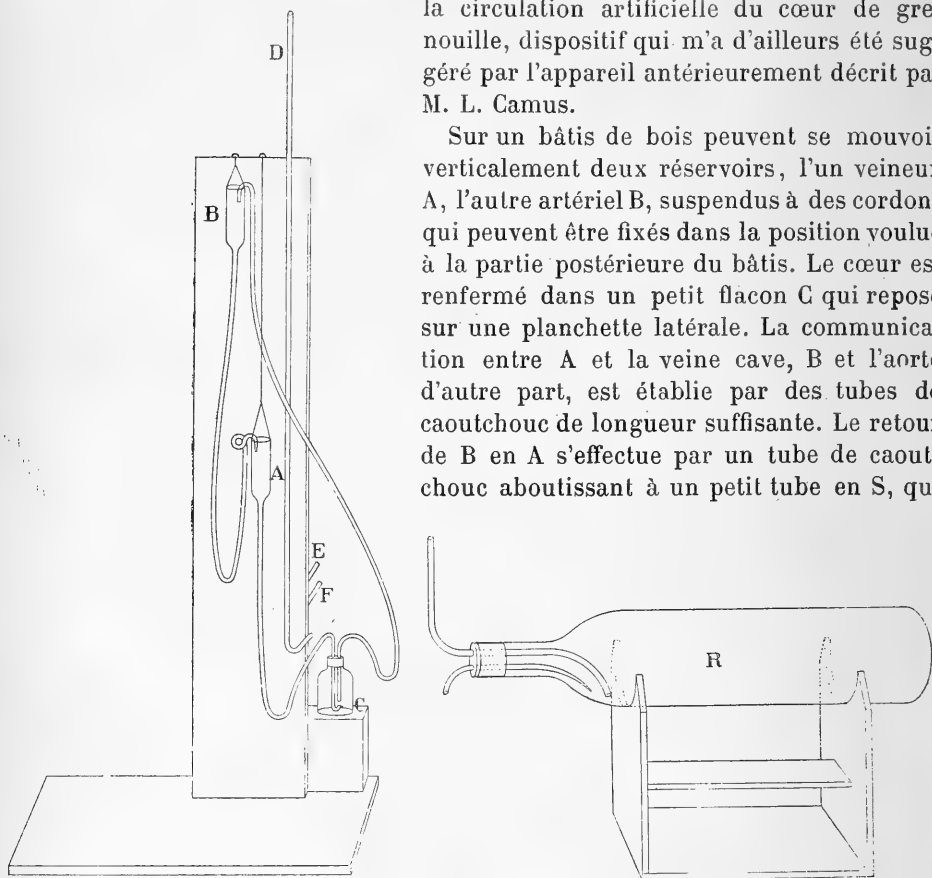 la circulation artificielle du cœur de gre
nouille, dispositif qui m'a d'ailleurs été sug
géré par l'appareil antérieurement décrit pa
M. L. Camus.
Sur un bâtis de bois peuvent se mouvoi
verticalement deux réservoirs, l'un veineu
A, l'autre artériel B, suspendus à des cordon
qui peuvent être fixés dans la position voulu
à la partie postérieure du bâtis. Le cœur es
renfermé dans un petit flacon C qui repos
sur une planchette latérale. La communica
tion entre A et la veine cave, B et l'aort
d'autre part, est établie par des tubes d
caoutchouc de longueur suffisante. Le retou
de B en A s'effectue par un tube de caout
chouc aboutissant à un petit tube en S, qu
D
B
A
E
F
C
R